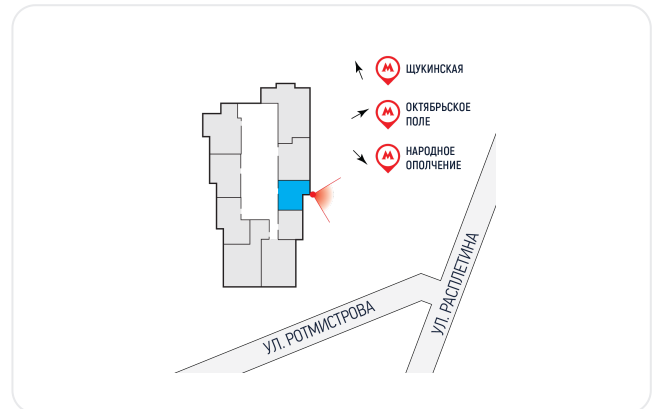 ЩУКИНСКАЯ
ОКТЯБРЬСКОЕ
ПОЛЕ
НАРОДНОЕ
ОПОЛЧЕНИЕ
УЛ. РАСПЛЕТИНА
УЛ. РОТМИСТРОВА